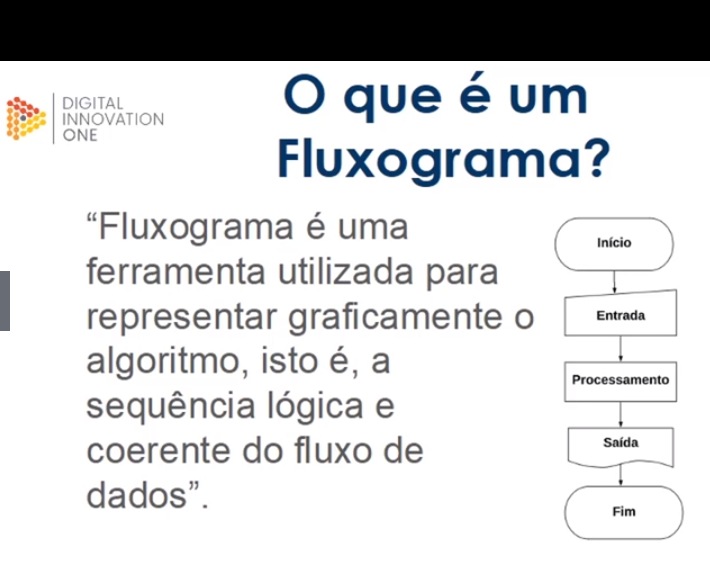 DIGITAL
INNOVATION
ONE
O que é um
Fluxograma?
“Fluxograma é uma
ferramenta utilizada para
representar graficamente o
algoritmo, isto é, a
sequência lógica e
coerente do fluxo de
dados”.
Início
Entrada
Processamento
Saída
Fim